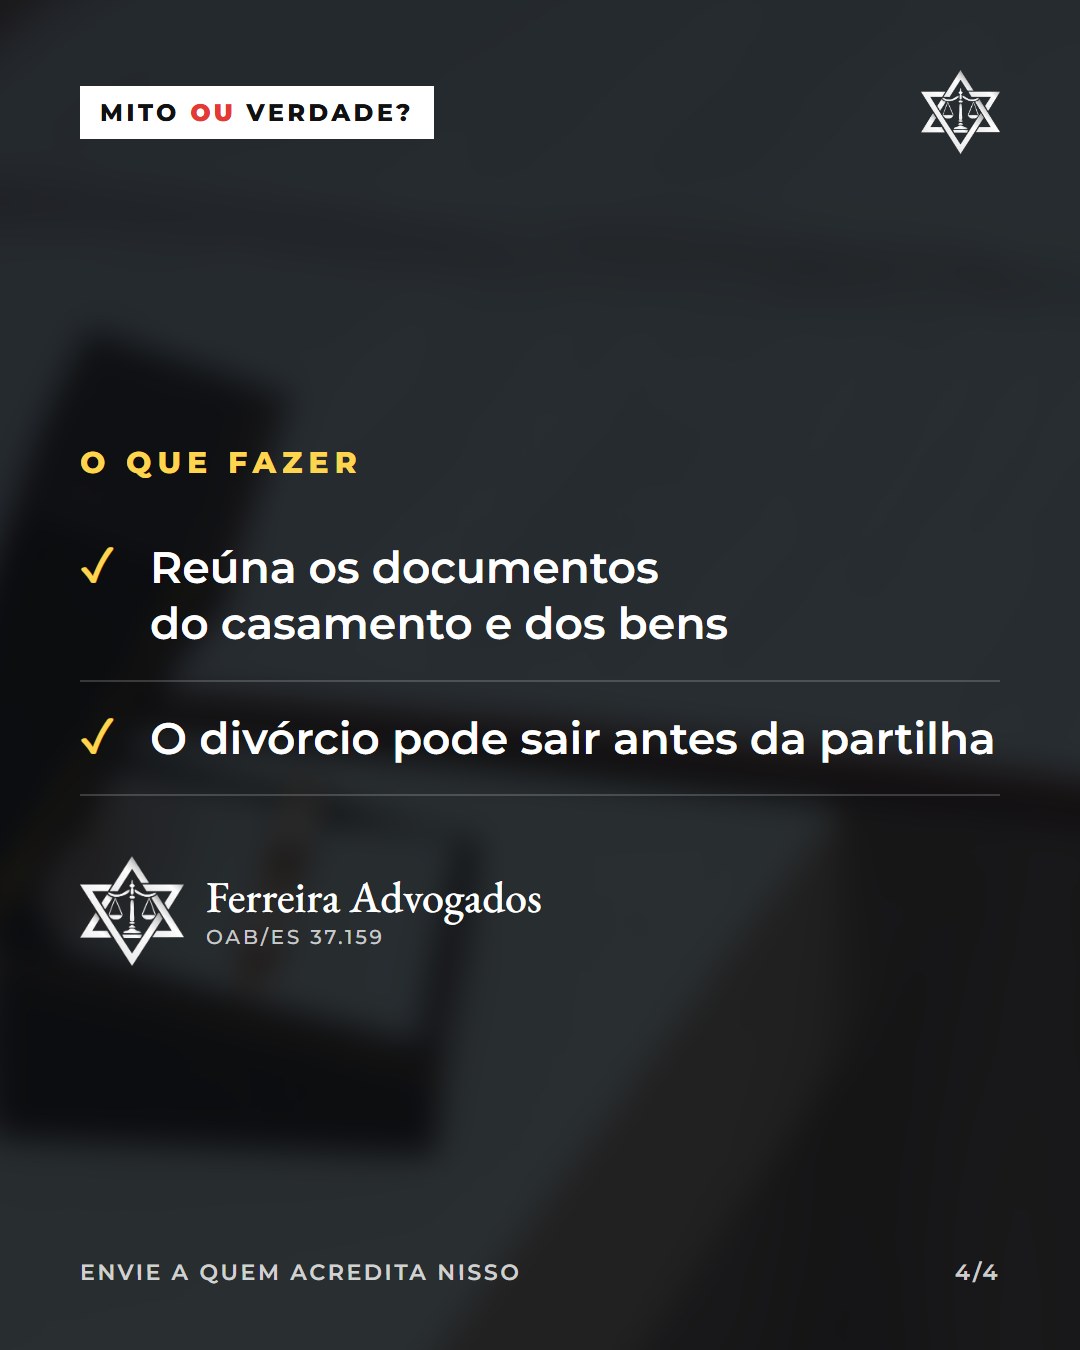 MITO OU VERDADE?
O QUE FAZER
✓ Reúna os documentos
do casamento e dos bens
✓ O divórcio pode sair antes da partilha
Ferreira Advogados
OAB/ES 37.159
ENVIE A QUEM ACREDITA NISSO
4/4